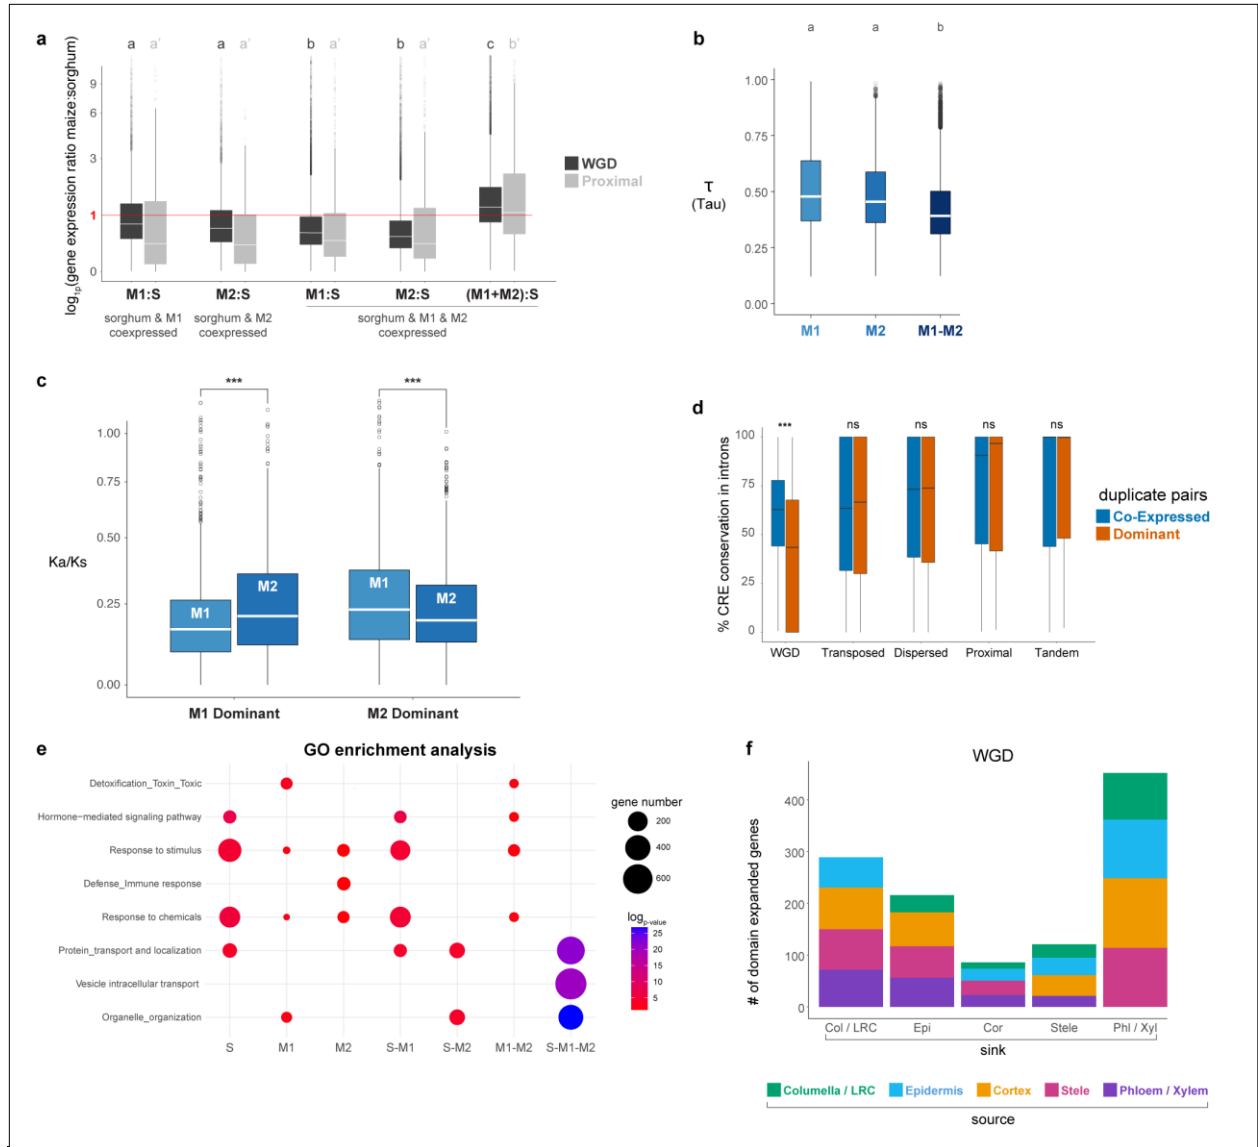 a
log1p(gene expression ratio maize:sorghum)
a a' a a' b a' b a' c b'
9
6
3
1
0
WGD
Proximal
M1:S M2:S M1:S M2:S (M1+M2):S
sorghum & M1 coexpressed
sorghum & M2 coexpressed
sorghum & M1 & M2 coexpressed
b
a a b
τ
(Tau)
1.00
0.75
0.50
0.25
0.00
M1 M2 M1-M2
c
*** ***
Ka/Ks
1.00
0.75
0.50
0.25
0.00
M1 M2 M1 M2
M1 Dominant M2 Dominant
d
% CRE conservation in introns
*** ns ns ns ns
100
75
50
25
0
WGD Transposed Dispersed Proximal Tandem
duplicate pairs
Co-Expressed
Dominant
e
GO enrichment analysis
Detoxification_Toxin_Toxic
Hormone-mediated signaling pathway
Response to stimulus
Defense_Immune response
Response to chemicals
Protein_transport and localization
Vesicle intracellular transport
Organelle_organization
S M1 M2 S-M1 S-M2 M1-M2 S-M1-M2
gene number
200
400
600
log p-value
25
20
15
10
5
f
WGD
# of domain expanded genes
400
300
200
100
0
Col / LRC Epi Cor Stele Phl / Xyl
sink
Columella / LRC Epidermis Cortex Stele Phloem / Xylem
source